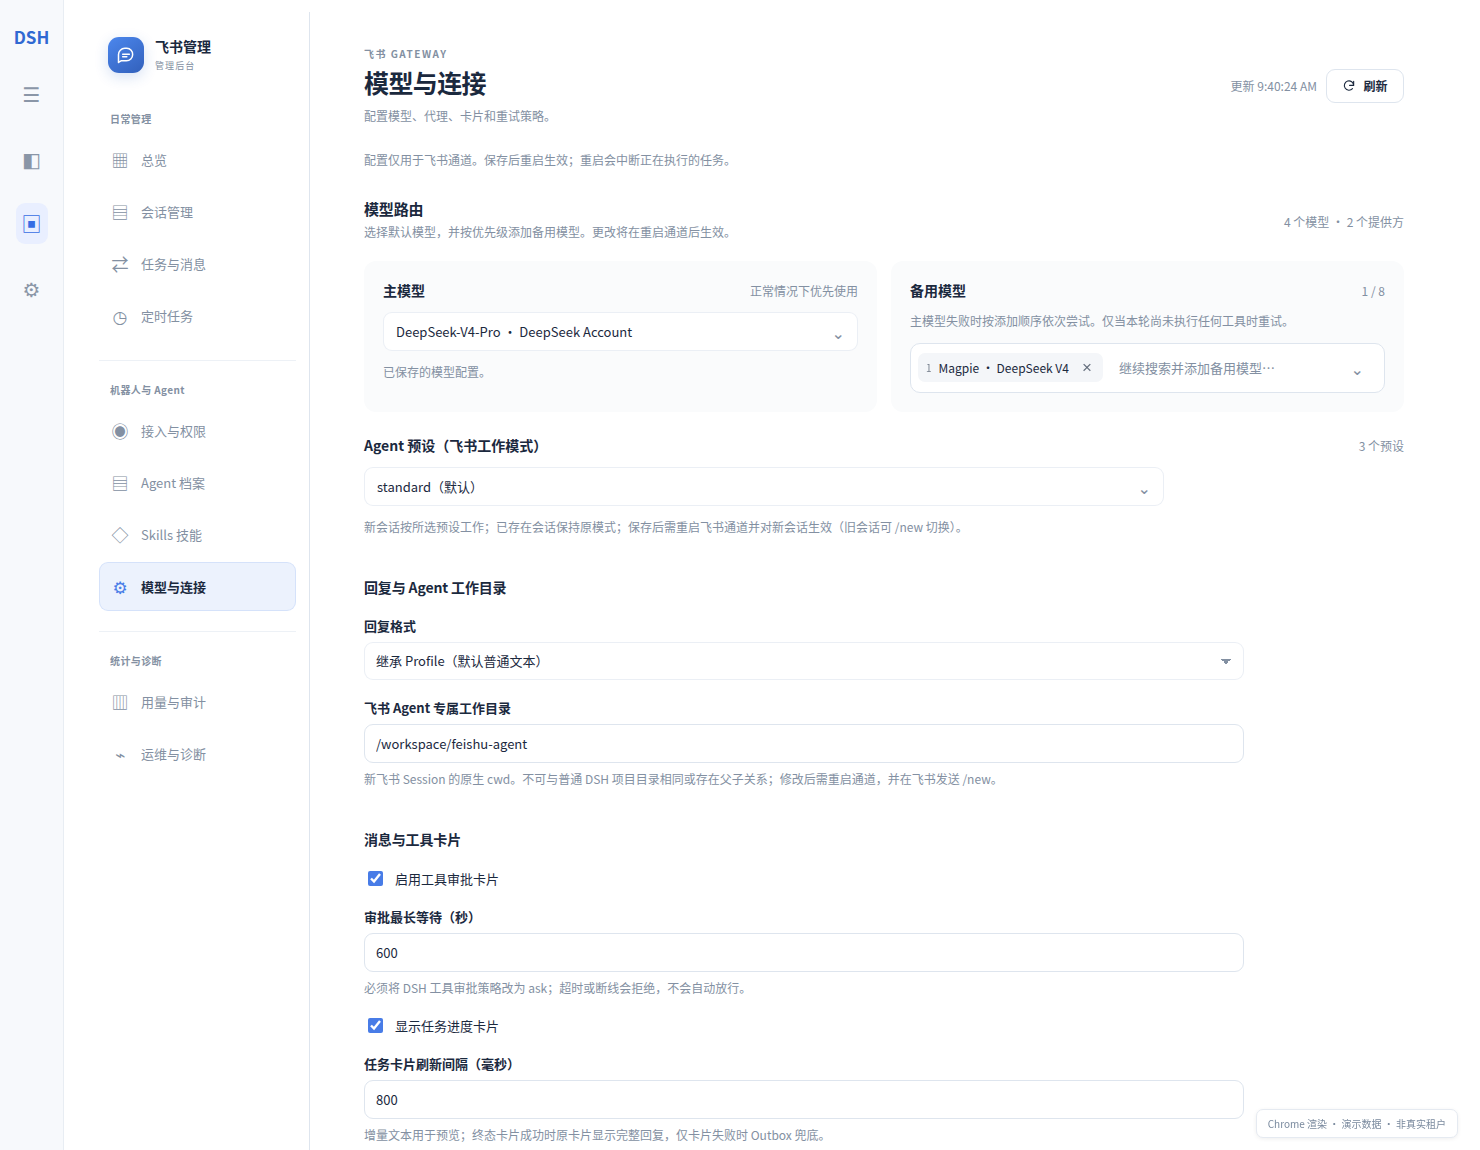 DSH
飞书管理
管理后台
日常管理
总览
会话管理
任务与消息
定时任务
机器人与 Agent
接入与权限
Agent 档案
Skills 技能
模型与连接
统计与诊断
用量与审计
运维与诊断
飞书 GATEWAY
模型与连接
配置模型、代理、卡片和重试策略。
更新 9:40:24 AM
刷新
配置仅用于飞书通道。保存后重启生效；重启会中断正在执行的任务。
模型路由
选择默认模型，并按优先级添加备用模型。更改将在重启通道后生效。
4 个模型 · 2 个提供方
主模型
正常情况下优先使用
DeepSeek-V4-Pro · DeepSeek Account
已保存的模型配置。
备用模型
1 / 8
主模型失败时按添加顺序依次尝试。仅当本轮尚未执行任何工具时重试。
1 Magpie · DeepSeek V4 ✕
继续搜索并添加备用模型…
Agent 预设（飞书工作模式）
3 个预设
standard（默认）
新会话按所选预设工作；已存在会话保持原模式；保存后需重启飞书通道并对新会话生效（旧会话可 /new 切换）。
回复与 Agent 工作目录
回复格式
继承 Profile（默认普通文本）
飞书 Agent 专属工作目录
/workspace/feishu-agent
新飞书 Session 的原生 cwd。不可与普通 DSH 项目目录相同或存在父子关系；修改后需重启通道，并在飞书发送 /new。
消息与工具卡片
启用工具审批卡片
审批最长等待（秒）
600
必须将 DSH 工具审批策略改为 ask；超时或断线会拒绝，不会自动放行。
显示任务进度卡片
任务卡片刷新间隔（毫秒）
800
增量文本用于预览；终态卡片成功时原卡片显示完整回复，仅卡片失败时 Outbox 兜底。
Chrome 渲染 · 演示数据 · 非真实租户